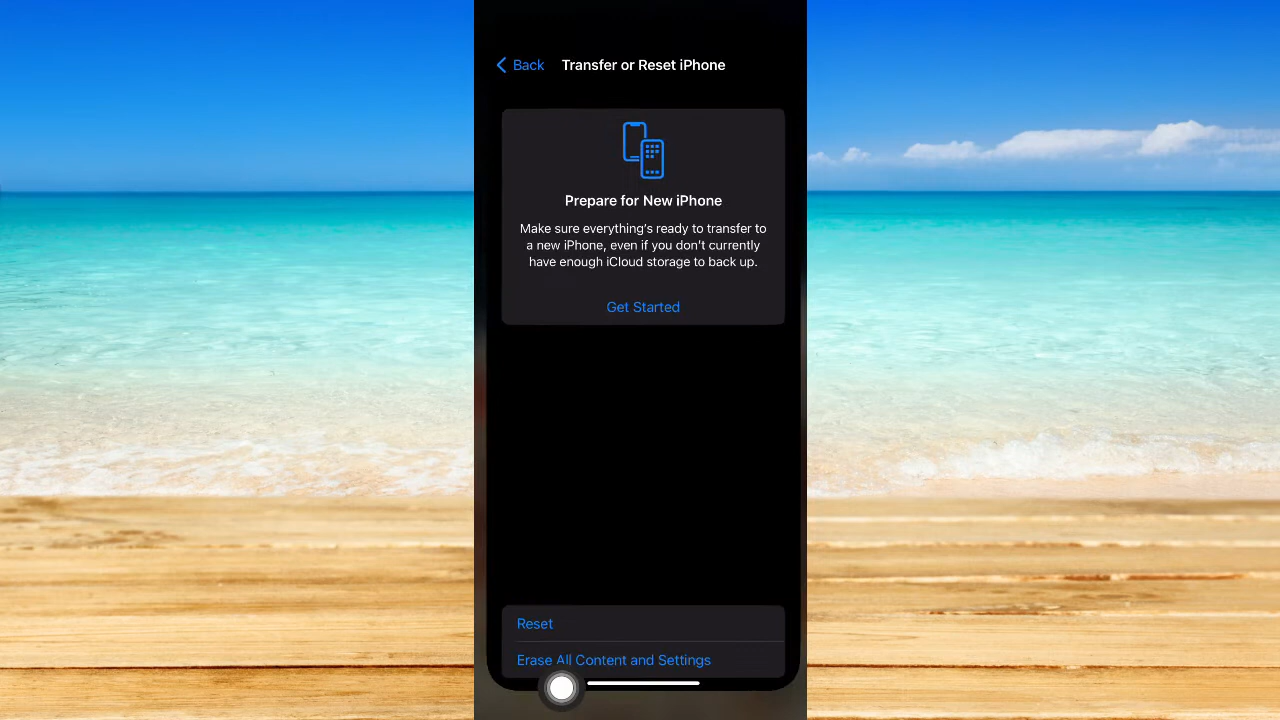 Back
Transfer or Reset iPhone
Prepare for New iPhone
Make sure everything's ready to transfer to
a new iPhone, even if you don't currently
have enough iCloud storage to back up.
Get Started
Reset
Erase All Content and Settings